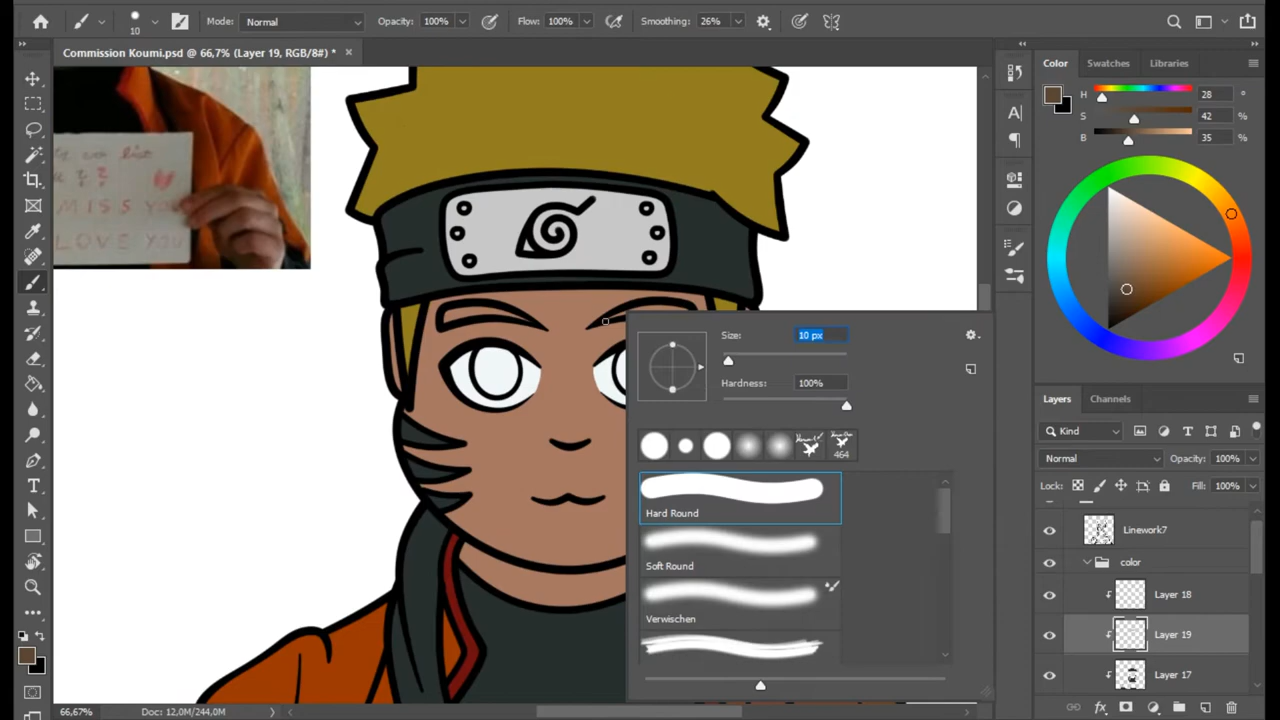 10
Mode: Normal
Opacity: 100%
Flow: 100%
Smoothing: 26%
Commission Koumi.psd @ 66,7% (Layer 19, RGB/8#) *
MISS YOU
LOVE YOU
Size: 10 px
Hardness: 100%
464
Hard Round
Soft Round
Verwischen
66,67%
Doc: 12,0M/244,0M
Color Swatches Libraries
H 28 °
S 42 %
B 35 %
Layers Channels
Kind
Normal Opacity: 100%
Lock: Fill: 100%
Linework7
color
Layer 18
Layer 19
Layer 17